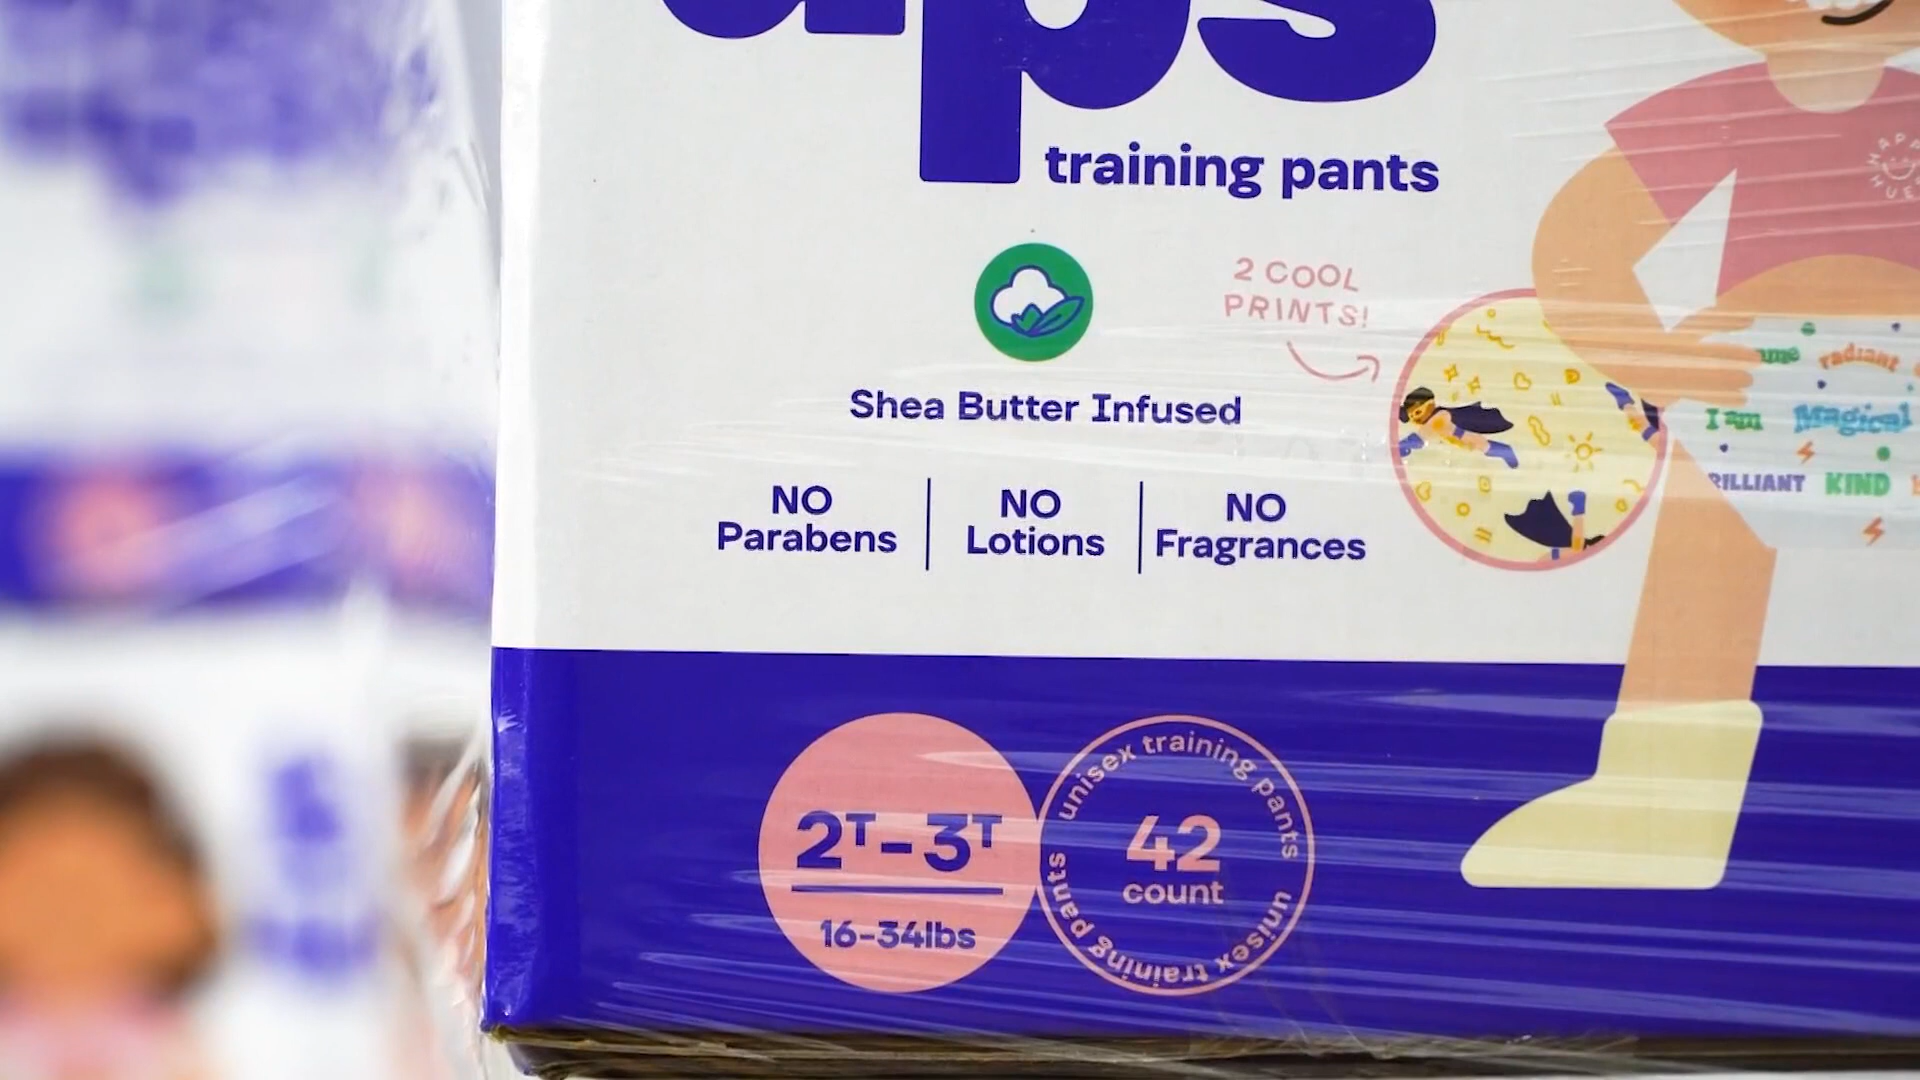 ups
training pants
2 COOL
PRINTS!
Shea Butter Infused
radiant
I am Magical
KIND
NO
Parabens
NO
Lotions
NO
Fragrances
2T-3T
16-34lbs
unisex training pants
42
count
unisex training pants